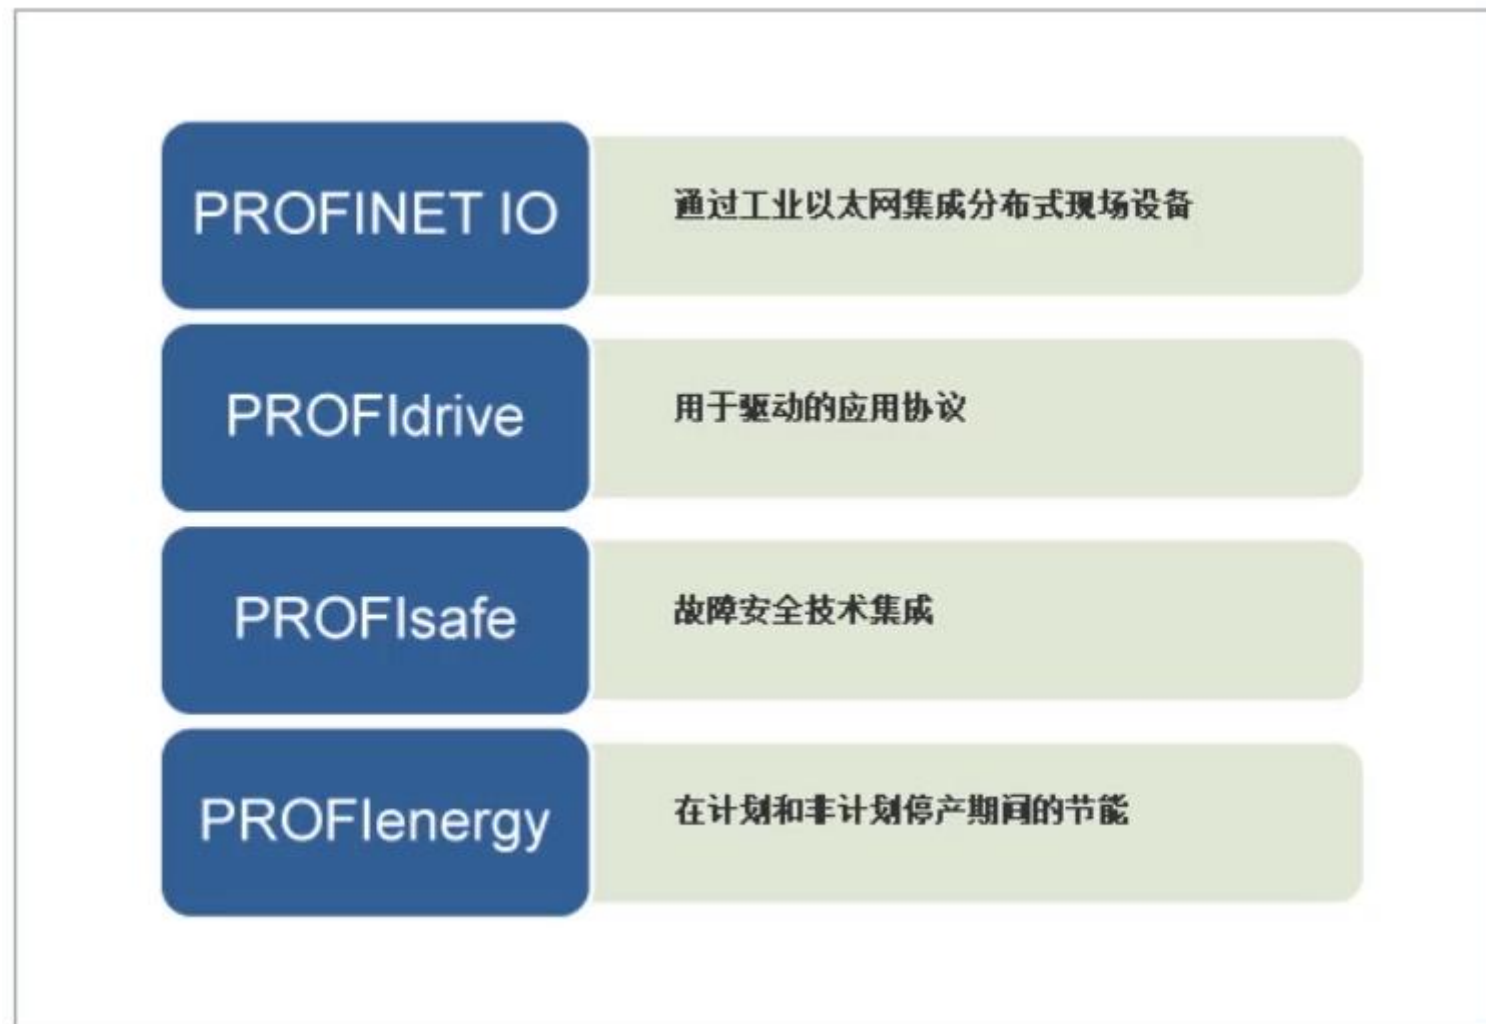 PROFINET IO
通过工业以太网集成分布式现场设备
PROFIdrive
用于驱动的应用协议
PROFIsafe
故障安全技术集成
PROFIenergy
在计划和非计划停产期间的节能